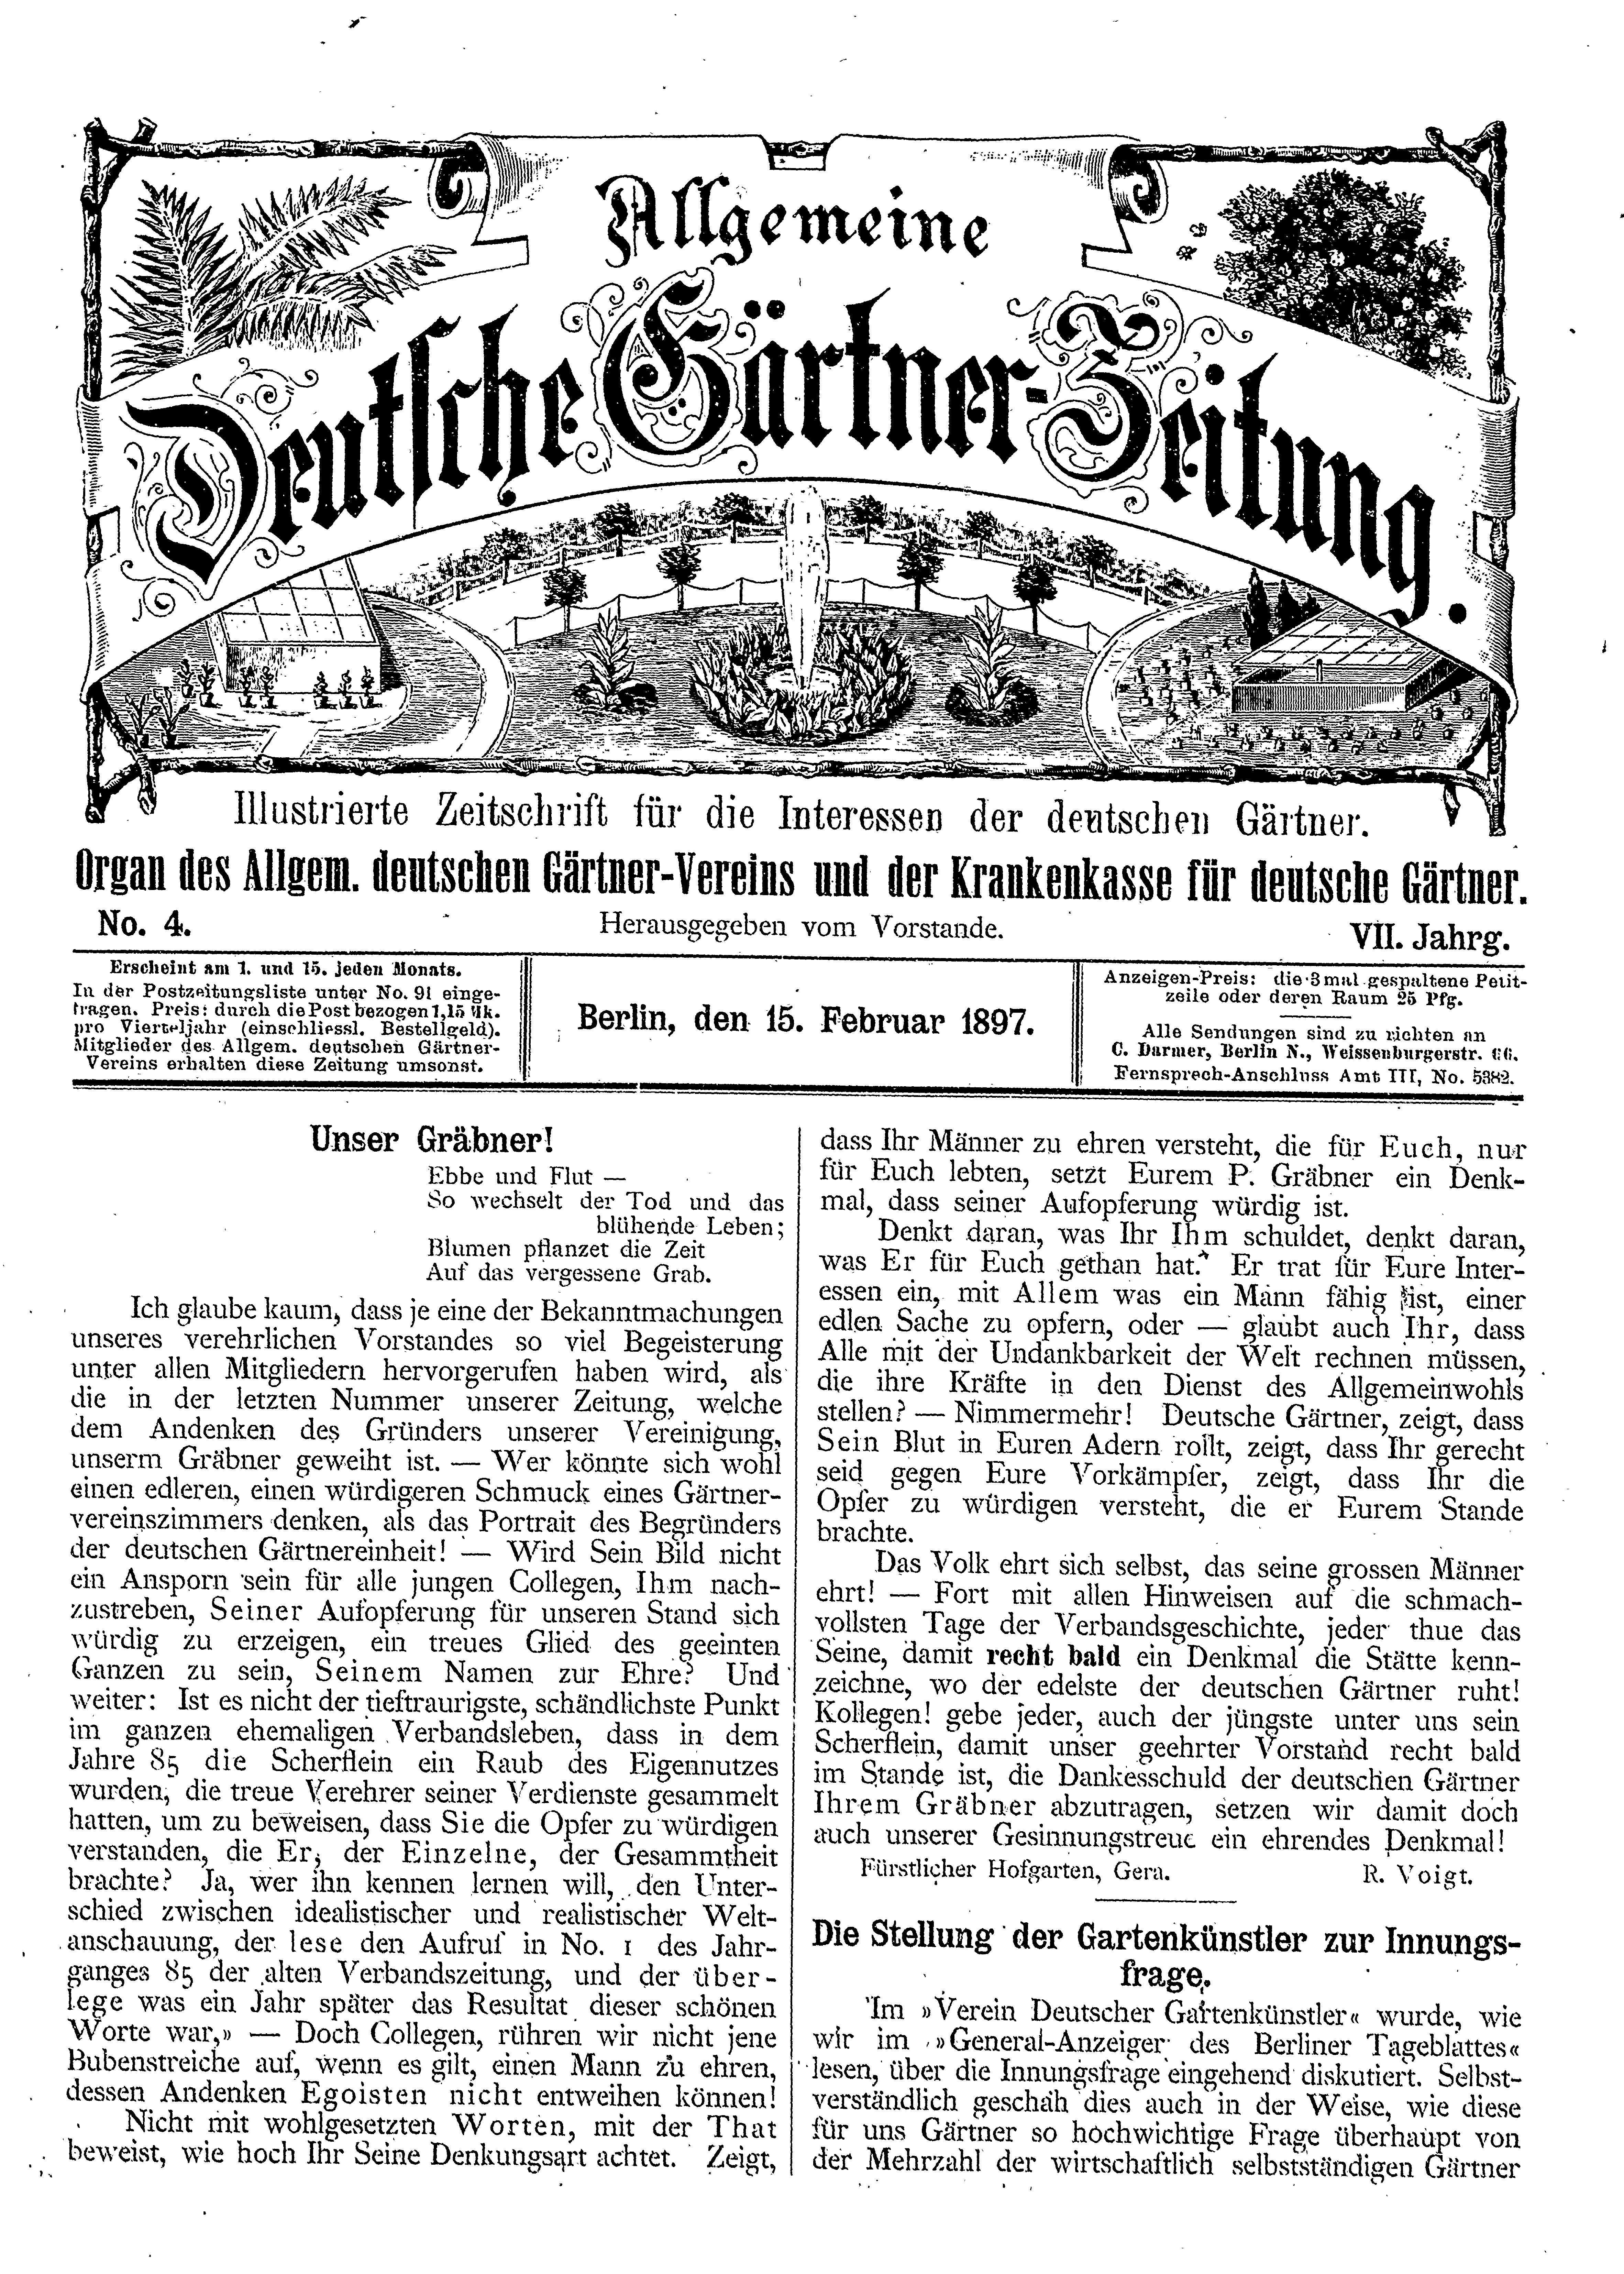 Allgemeine
Deutsche Gärtner-Zeitung.
Illustrierte Zeitschrift für die Interessen der deutschen Gärtner.
Organ des Allgem. deutschen Gärtner-Vereins und der Krankenkasse für deutsche Gärtner.
No. 4.
Herausgegeben vom Vorstande.
VII. Jahrg.
Erscheint am 1. und 15. jeden Monats.
In der Postzeitungsliste unter No. 91 einge-
tragen. Preis: durch die Post bezogen 1,15 Mk.
pro Vierteljahr (einschliessl. Bestellgeld).
Mitglieder des Allgem. deutschen Gärtner-
Vereins erhalten diese Zeitung umsonst.
Berlin, den 15. Februar 1897.
Anzeigen-Preis: die 3 mal gespaltene Petit-
zeile oder deren Raum 25 Pfg.
Alle Sendungen sind zu richten an
C. Darmer, Berlin N., Weissenburgerstr. 66.
Fernsprech-Anschluss Amt III, No. 5382.
Unser Gräbner!
Ebbe und Flut —
So wechselt der Tod und das
blühende Leben;
Blumen pflanzet die Zeit
Auf das vergessene Grab.
Ich glaube kaum, dass je eine der Bekanntmachungen
unseres verehrlichen Vorstandes so viel Begeisterung
unter allen Mitgliedern hervorgerufen haben wird, als
die in der letzten Nummer unserer Zeitung, welche
dem Andenken des Gründers unserer Vereinigung,
unserm Gräbner geweiht ist. — Wer könnte sich wohl
einen edleren, einen würdigeren Schmuck eines Gärtner-
vereinszimmers denken, als das Portrait des Begründers
der deutschen Gärtnereinheit! — Wird Sein Bild nicht
ein Ansporn sein für alle jungen Collegen, Ihm nach-
zustreben, Seiner Aufopferung für unseren Stand sich
würdig zu erzeigen, ein treues Glied des geeinten
Ganzen zu sein, Seinem Namen zur Ehre? Und
weiter: Ist es nicht der tieftraurigste, schändlichste Punkt
im ganzen ehemaligen Verbandsleben, dass in dem
Jahre 85 die Scherflein ein Raub des Eigennutzes
wurden, die treue Verehrer seiner Verdienste gesammelt
hatten, um zu beweisen, dass Sie die Opfer zu würdigen
verstanden, die Er, der Einzelne, der Gesammtheit
brachte? Ja, wer ihn kennen lernen will, den Unter-
schied zwischen idealistischer und realistischer Welt-
anschauung, der lese den Aufruf in No. 1 des Jahr-
ganges 85 der alten Verbandszeitung, und der über-
lege was ein Jahr später das Resultat dieser schönen
Worte war,» — Doch Collegen, rühren wir nicht jene
Bubenstreiche auf, wenn es gilt, einen Mann zu ehren,
dessen Andenken Egoisten nicht entweihen können!
Nicht mit wohlgesetzten Worten, mit der That
beweist, wie hoch Ihr Seine Denkungsart achtet. Zeigt,
dass Ihr Männer zu ehren versteht, die für Euch, nur
für Euch lebten, setzt Eurem P. Gräbner ein Denk-
mal, dass seiner Aufopferung würdig ist.
Denkt daran, was Ihr Ihm schuldet, denkt daran,
was Er für Euch gethan hat. Er trat für Eure Inter-
essen ein, mit Allem was ein Mann fähig ist, einer
edlen Sache zu opfern, oder — glaubt auch Ihr, dass
Alle mit der Undankbarkeit der Welt rechnen müssen,
die ihre Kräfte in den Dienst des Allgemeinwohls
stellen? — Nimmermehr! Deutsche Gärtner, zeigt, dass
Sein Blut in Euren Adern rollt, zeigt, dass Ihr gerecht
seid gegen Eure Vorkämpfer, zeigt, dass Ihr die
Opfer zu würdigen versteht, die er Eurem Stande
brachte.
Das Volk ehrt sich selbst, das seine grossen Männer
ehrt! — Fort mit allen Hinweisen auf die schmach-
vollsten Tage der Verbandsgeschichte, jeder thue das
Seine, damit recht bald ein Denkmal die Stätte kenn-
zeichne, wo der edelste der deutschen Gärtner ruht!
Kollegen! gebe jeder, auch der jüngste unter uns sein
Scherflein, damit unser geehrter Vorstand recht bald
im Stande ist, die Dankesschuld der deutschen Gärtner
Ihrem Gräbner abzutragen, setzen wir damit doch
auch unserer Gesinnungstreue ein ehrendes Denkmal!
Fürstlicher Hofgarten, Gera. R. Voigt.
Die Stellung der Gartenkünstler zur Innungs-
frage.
Im »Verein Deutscher Gartenkünstler« wurde, wie
wir im »General-Anzeiger des Berliner Tageblattes«
lesen, über die Innungsfrage eingehend diskutiert. Selbst-
verständlich geschah dies auch in der Weise, wie diese
für uns Gärtner so hochwichtige Frage überhaupt von
der Mehrzahl der wirtschaftlich selbstständigen Gärtner